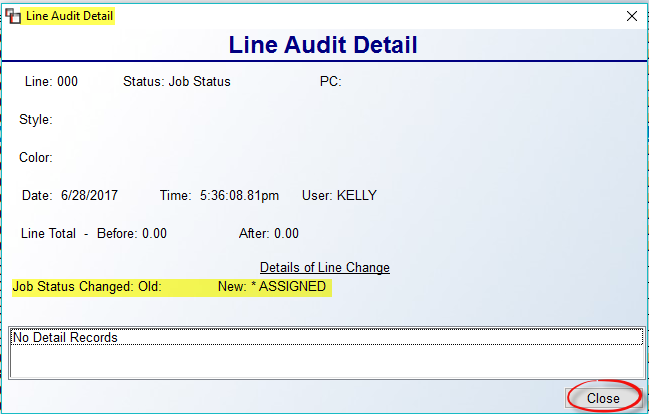 Line Audit Detail
Line Audit Detail
Line: 000 Status: Job Status PC:
Style:
Color:
Date: 6/28/2017 Time: 5:36:08.81pm User: KELLY
Line Total - Before: 0.00 After: 0.00
Details of Line Change
Job Status Changed: Old: New: * ASSIGNED
No Detail Records
Close